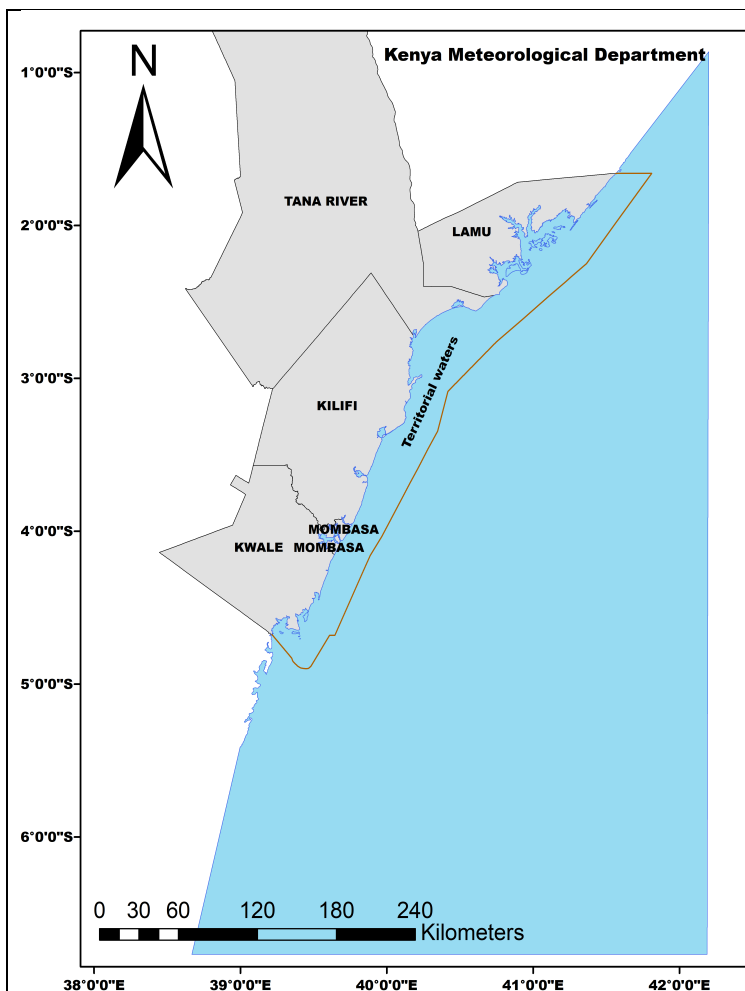 Kenya Meteorological Department
N
1°0'0"S
2°0'0"S
3°0'0"S
4°0'0"S
5°0'0"S
6°0'0"S
TANA RIVER
LAMU
KILIFI
Territorial waters
MOMBASA
KWALE
MOMBASA
0 30 60 120 180 240
Kilometers
38°0'0"E 39°0'0"E 40°0'0"E 41°0'0"E 42°0'0"E